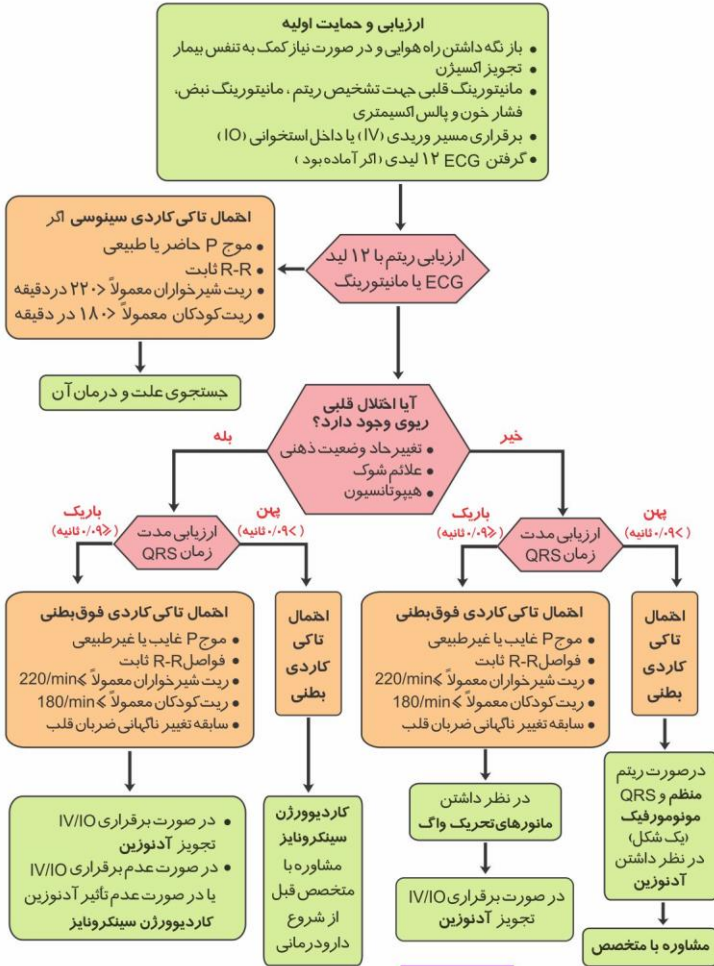 ارزیابی و حمایت اولیه
• باز نگه داشتن راه هوایی و در صورت نیاز کمک به تنفس بیمار
• تجویز اکسیژن
• مانیتورینگ قلبی جهت تشخیص ریتم، مانیتورینگ نبض،
فشار خون و پالس اکسیمتری
• برقراری مسیر وریدی (IV) یا داخل استخوانی (IO)
• گرفتن ECG ۱۲ لیدی (اگر آماده بود)
احتمال تاکی کاردی سینوسی اگر
• موج P حاضر یا طبیعی
• R-R ثابت
• ریت شیرخواران معمولاً <۲۲۰ در دقیقه
• ریت کودکان معمولاً <۱۸۰ در دقیقه
ارزیابی ریتم با ۱۲ لید
ECG یا مانیتورینگ
جستجوی علت و درمان آن
آیا اختلال قلبی
ریوی وجود دارد؟
• تغییر حاد وضعیت ذهنی
• علائم شوک
• هیپوتانسیون
بله
خیر
باریک
(≤۰/۰۹ ثانیه)
ارزیابی مدت
زمان QRS
پهن
(>۰/۰۹ ثانیه)
باریک
(≤۰/۰۹ ثانیه)
ارزیابی مدت
زمان QRS
پهن
(>۰/۰۹ ثانیه)
احتمال تاکی کاردی فوق بطنی
• موج P غایب یا غیر طبیعی
• فواصل R-R ثابت
• ریت شیرخواران معمولاً ≥220/min
• ریت کودکان معمولاً ≥180/min
• سابقه تغییر ناگهانی ضربان قلب
احتمال
تاکی
کاردی
بطنی
احتمال تاکی کاردی فوق بطنی
• موج P غایب یا غیر طبیعی
• فواصل R-R ثابت
• ریت شیرخواران معمولاً ≥220/min
• ریت کودکان معمولاً ≥180/min
• سابقه تغییر ناگهانی ضربان قلب
احتمال
تاکی
کاردی
بطنی
• در صورت برقراری IV/IO
تجویز آدنوزین
• در صورت عدم برقراری IV/IO
یا در صورت عدم تأثیر آدنوزین
کاردیوورژن سینکرونایز
کاردیوورژن
سینکرونایز
مشاوره با
متخصص قبل
از شروع
دارودرمانی
در نظر داشتن
مانورهای تحریک واگ
در صورت برقراری IV/IO
تجویز آدنوزین
درصورت ریتم
منظم و QRS
مونومورفیک
(یک شکل)
در نظر داشتن
آدنوزین
مشاوره با متخصص